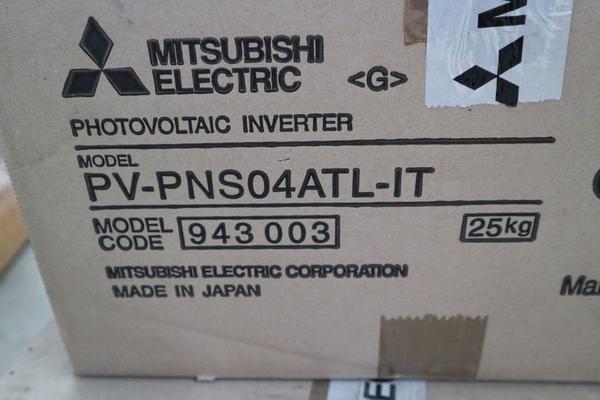 MITSUBISHI
ELECTRIC <G>
PHOTOVOLTAIC INVERTER
MODEL
PV-PNS04ATL-IT
MODEL
CODE 943 003 25kg
MITSUBISHI ELECTRIC CORPORATION
MADE IN JAPAN